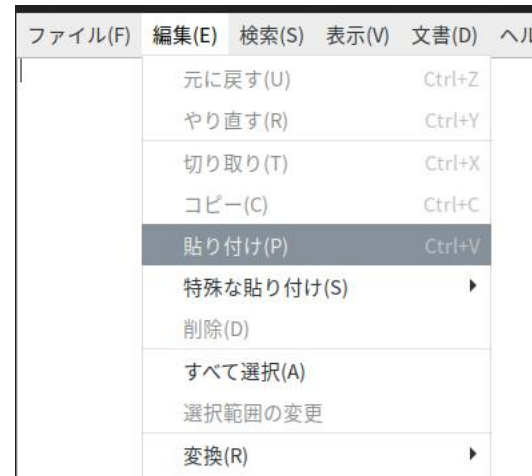 ファイル(F) 編集(E) 検索(S) 表示(V) 文書(D) ヘル
元に戻す(U) Ctrl+Z
やり直す(R) Ctrl+Y
切り取り(T) Ctrl+X
コピー(C) Ctrl+C
貼り付け(P) Ctrl+V
特殊な貼り付け(S)
削除(D)
すべて選択(A)
選択範囲の変更
変換(R)